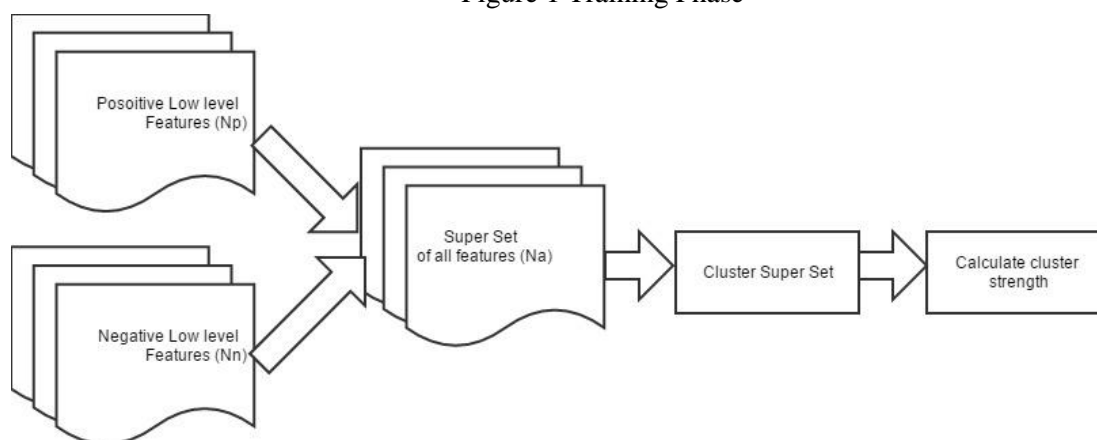 Figure 1 Training Phase
Posoitive Low level
Features (Np)
Negative Low level
Features (Nn)
Super Set
of all features (Na)
Cluster Super Set
Calculate cluster
strength